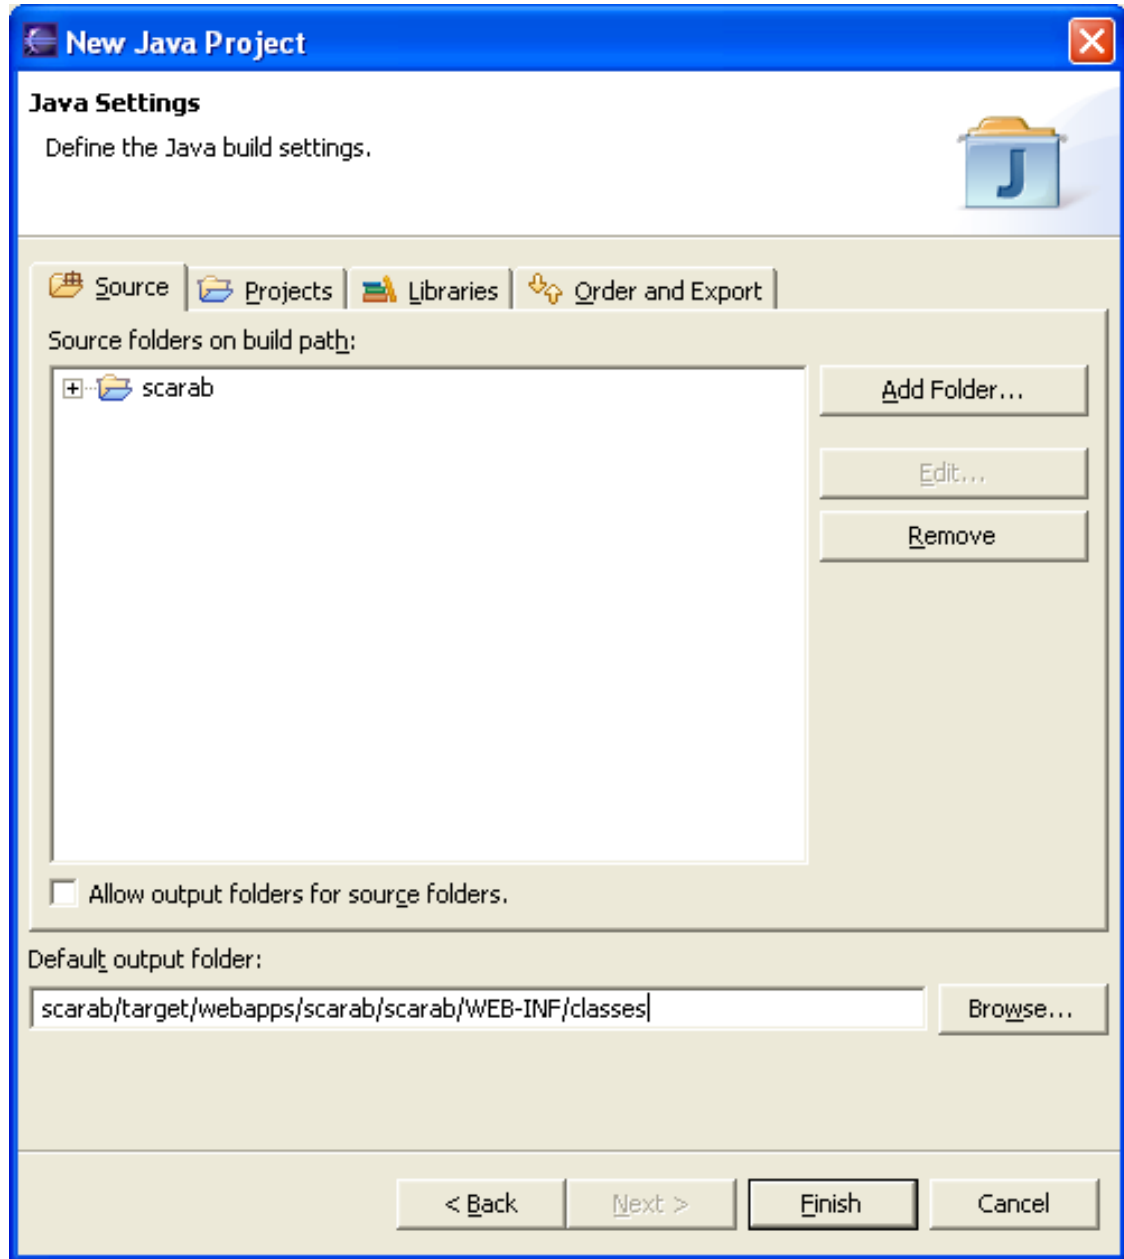 New Java Project
Java Settings
Define the Java build settings.
Source Projects Libraries Order and Export
Source folders on build path:
scarab
Add Folder...
Edit...
Remove
Allow output folders for source folders.
Default output folder:
scarab/target/webapps/scarab/scarab/WEB-INF/classes
Browse...
< Back Next > Finish Cancel